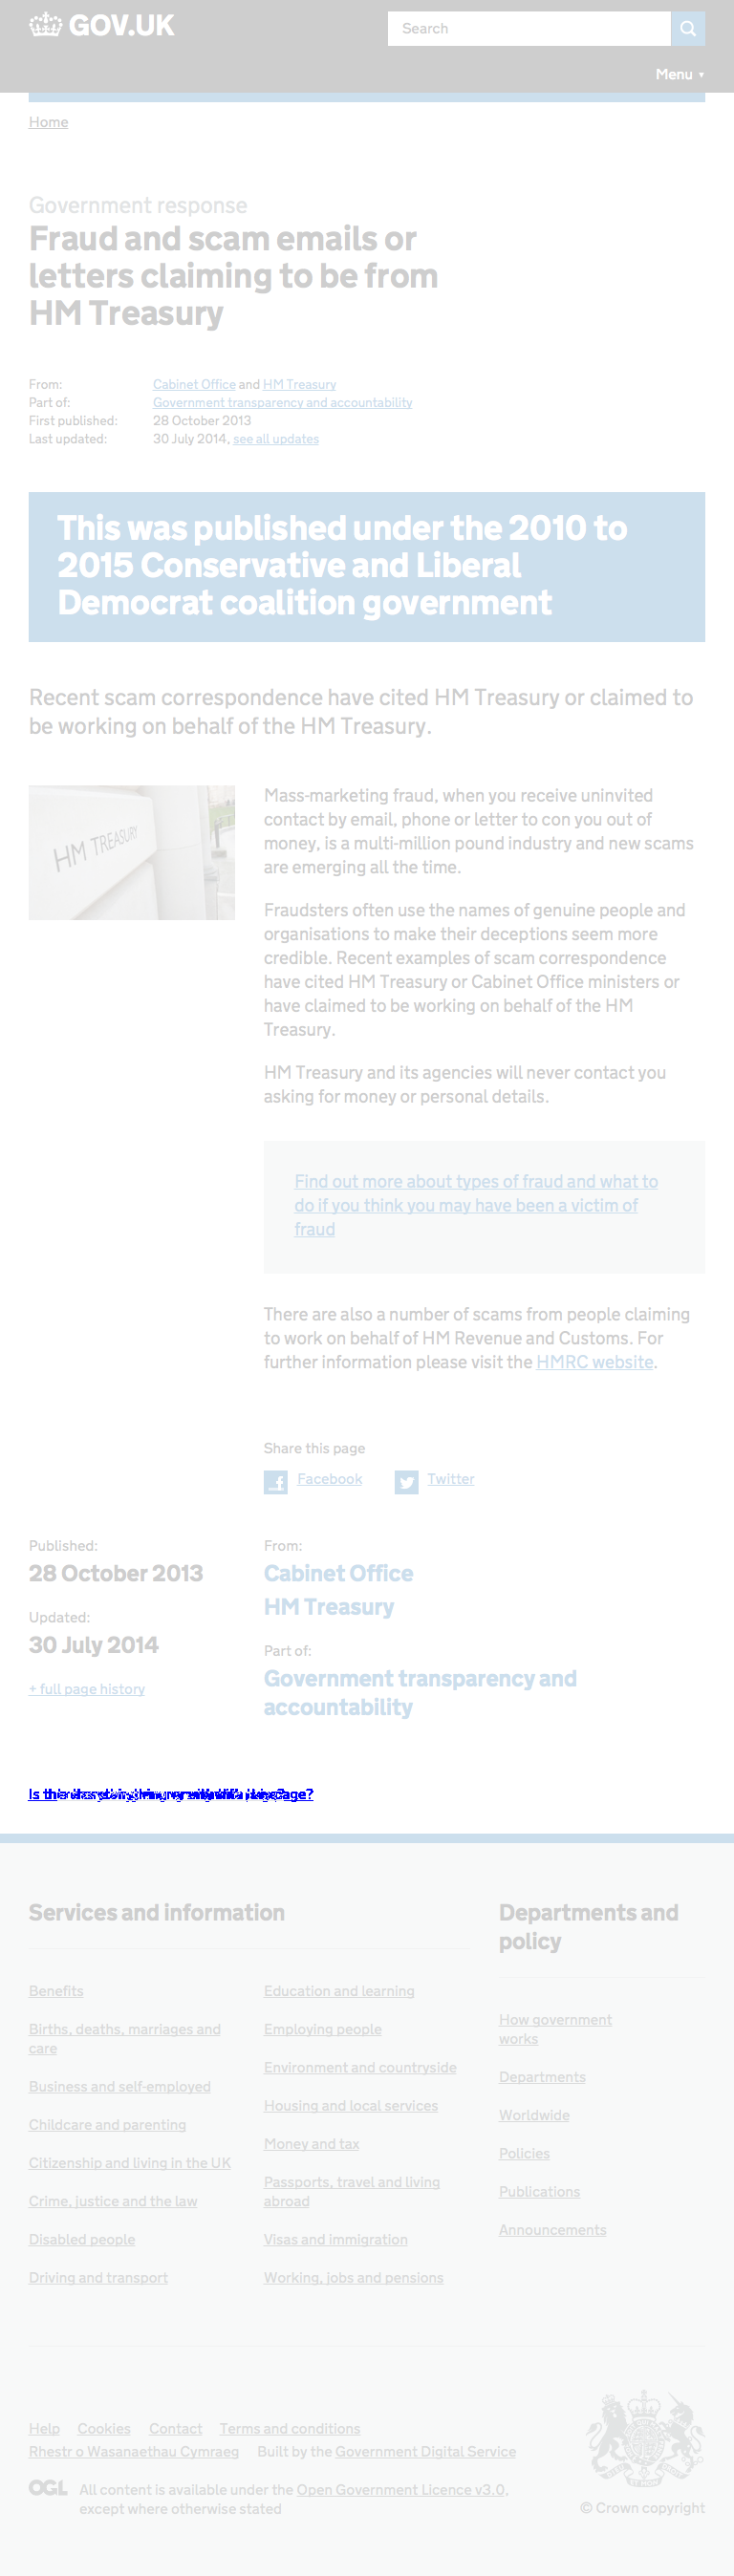 GOV.UK
Search
Menu ▼
Home
Government response
Fraud and scam emails or
letters claiming to be from
HM Treasury
From: Cabinet Office and HM Treasury
Part of: Government transparency and accountability
First published: 28 October 2013
Last updated: 30 July 2014, see all updates
This was published under the 2010 to
2015 Conservative and Liberal
Democrat coalition government
Recent scam correspondence have cited HM Treasury or claimed to
be working on behalf of the HM Treasury.
HM TREASURY
Mass-marketing fraud, when you receive uninvited
contact by email, phone or letter to con you out of
money, is a multi-million pound industry and new scams
are emerging all the time.
Fraudsters often use the names of genuine people and
organisations to make their deceptions seem more
credible. Recent examples of scam correspondence
have cited HM Treasury or Cabinet Office ministers or
have claimed to be working on behalf of the HM
Treasury.
HM Treasury and its agencies will never contact you
asking for money or personal details.
Find out more about types of fraud and what to
do if you think you may have been a victim of
fraud
There are also a number of scams from people claiming
to work on behalf of HM Revenue and Customs. For
further information please visit the HMRC website.
Share this page
Facebook Twitter
Published:
28 October 2013
Updated:
30 July 2014
+ full page history
From:
Cabinet Office
HM Treasury
Part of:
Government transparency and
accountability
Services and information
Benefits
Births, deaths, marriages and
care
Business and self-employed
Childcare and parenting
Citizenship and living in the UK
Crime, justice and the law
Disabled people
Driving and transport
Education and learning
Employing people
Environment and countryside
Housing and local services
Money and tax
Passports, travel and living
abroad
Visas and immigration
Working, jobs and pensions
Departments and
policy
How government
works
Departments
Worldwide
Policies
Publications
Announcements
Help Cookies Contact Terms and conditions
Rhestr o Wasanaethau Cymraeg Built by the Government Digital Service
OGL All content is available under the Open Government Licence v3.0,
except where otherwise stated
© Crown copyright